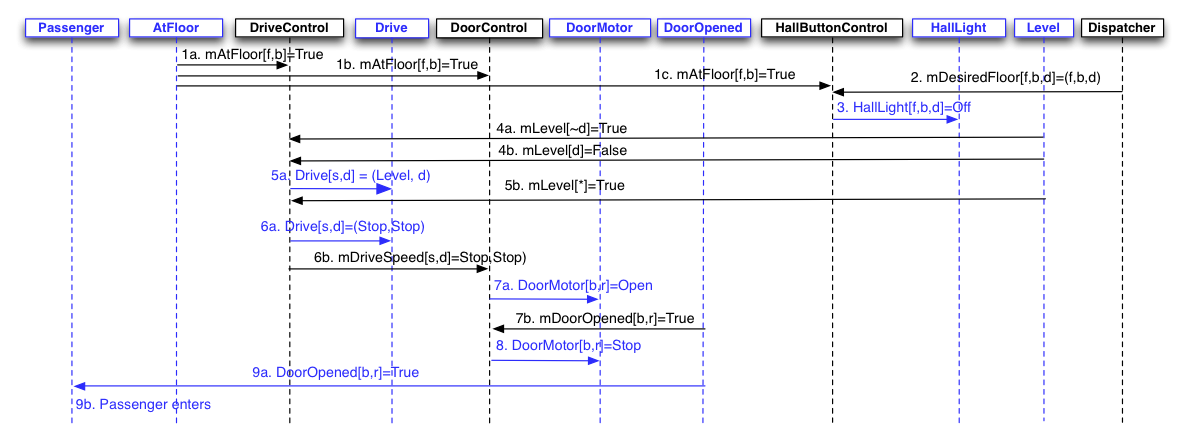 Passenger AtFloor DriveControl Drive DoorControl DoorMotor DoorOpened HallButtonControl HallLight Level Dispatcher
1a. mAtFloor[f,b]=True
1b. mAtFloor[f,b]=True
1c. mAtFloor[f,b]=True
2. mDesiredFloor[f,b,d]=(f,b,d)
3. HallLight[f,b,d]=Off
4a. mLevel[~d]=True
4b. mLevel[d]=False
5a. Drive[s,d] = (Level, d)
5b. mLevel[*]=True
6a. Drive[s,d]=(Stop,Stop)
6b. mDriveSpeed[s,d]=Stop,Stop)
7a. DoorMotor[b,r]=Open
7b. mDoorOpened[b,r]=True
8. DoorMotor[b,r]=Stop
9a. DoorOpened[b,r]=True
9b. Passenger enters